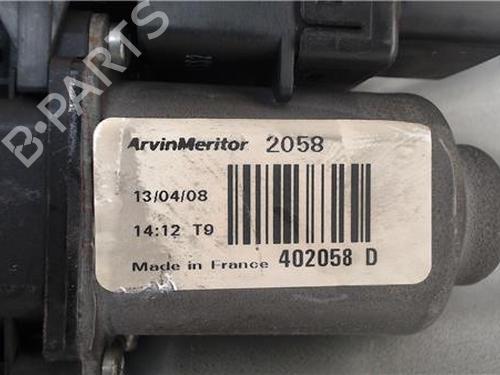 B·PARTS
ArvinMeritor 2058
13/04/08
14:12 T9
Made in France 402058 D